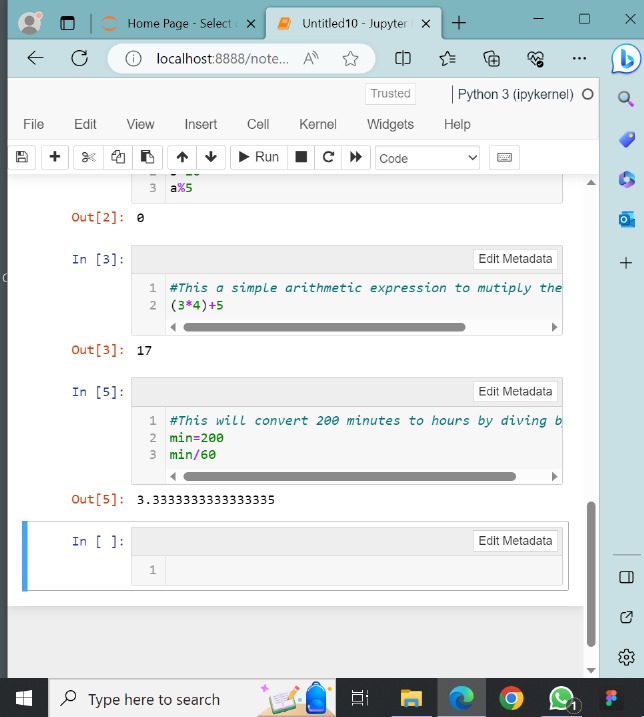 Home Page - Select
Untitled10 - Jupyter
localhost:8888/note...
Trusted
Python 3 (ipykernel)
File Edit View Insert Cell Kernel Widgets Help
Run
Code
3 a%5
Out[2]: 0
In [3]:
Edit Metadata
1 #This a simple arithmetic expression to mutiply the
2 (3*4)+5
Out[3]: 17
In [5]:
Edit Metadata
1 #This will convert 200 minutes to hours by diving b
2 min=200
3 min/60
Out[5]: 3.3333333333333335
In [ ]:
Edit Metadata
1
Type here to search
1